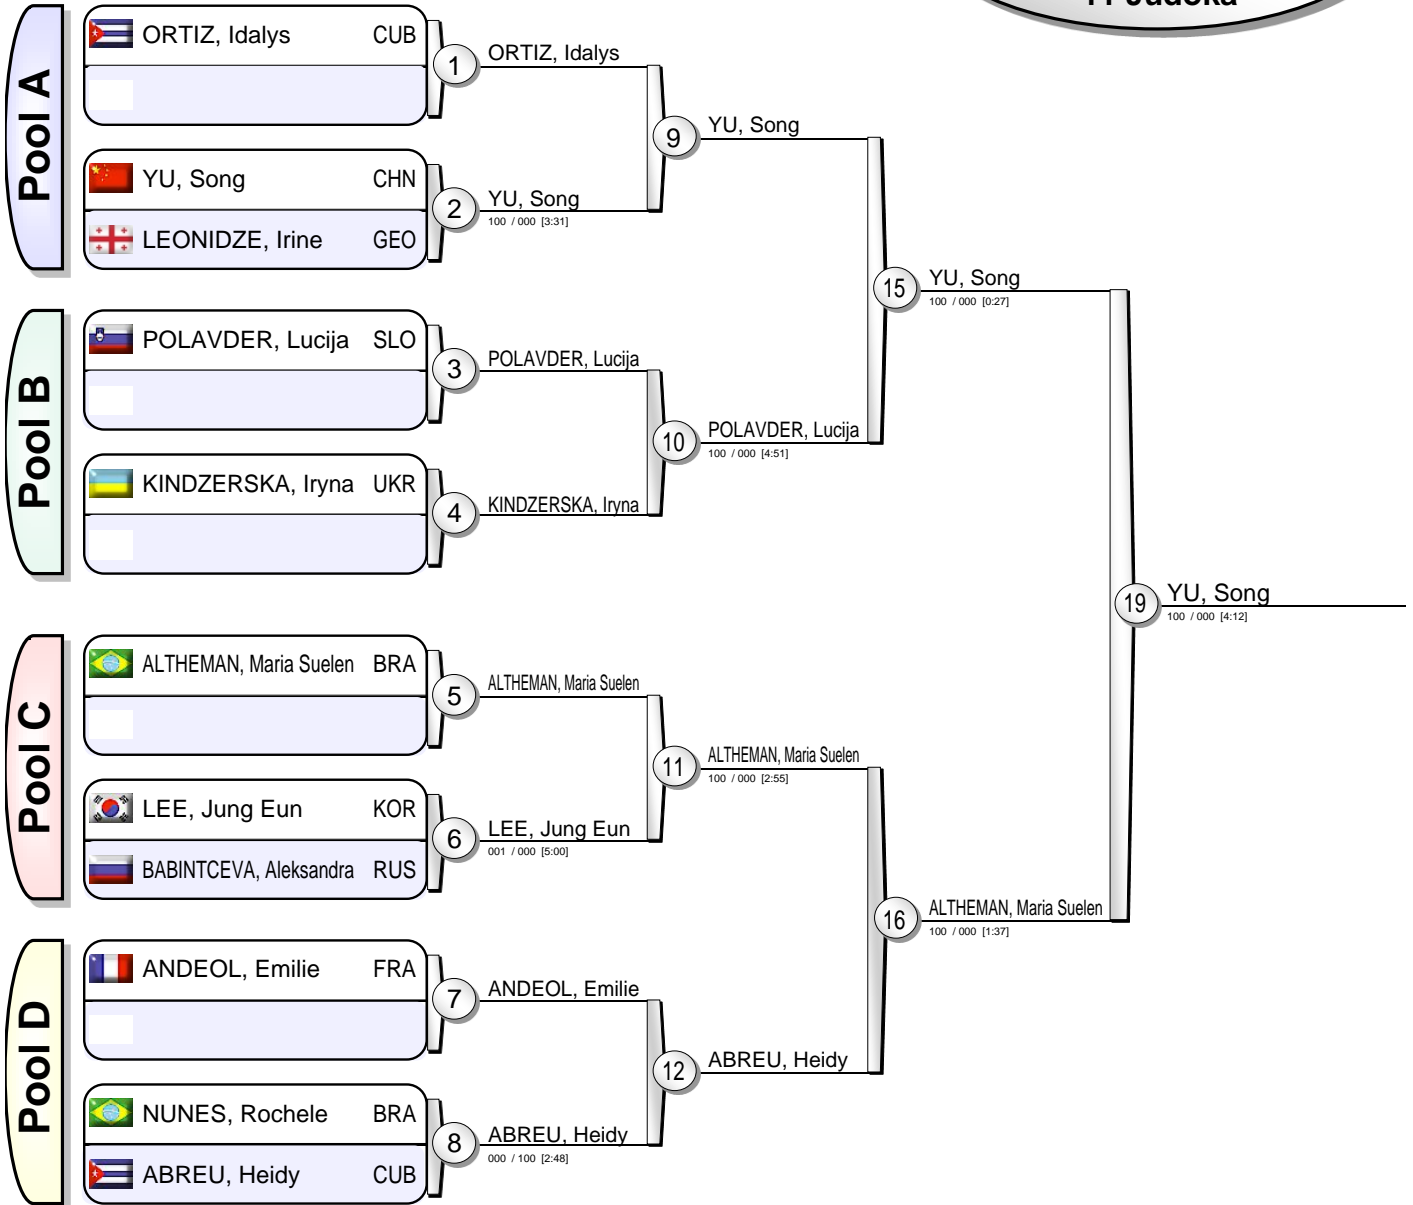 11 Judoka
Pool A
ORTIZ, Idalys CUB
1
ORTIZ, Idalys
YU, Song CHN
LEONIDZE, Irine GEO
2
YU, Song
100 / 000 [3:31]
9
YU, Song
Pool B
POLAVDER, Lucija SLO
3
POLAVDER, Lucija
KINDZERSKA, Iryna UKR
4
KINDZERSKA, Iryna
10
POLAVDER, Lucija
100 / 000 [4:51]
15
YU, Song
100 / 000 [0:27]
Pool C
ALTHEMAN, Maria Suelen BRA
5
ALTHEMAN, Maria Suelen
LEE, Jung Eun KOR
BABINTCEVA, Aleksandra RUS
6
LEE, Jung Eun
001 / 000 [5:00]
11
ALTHEMAN, Maria Suelen
100 / 000 [2:55]
Pool D
ANDEOL, Emilie FRA
7
ANDEOL, Emilie
NUNES, Rochele BRA
ABREU, Heidy CUB
8
ABREU, Heidy
000 / 100 [2:48]
12
ABREU, Heidy
16
ALTHEMAN, Maria Suelen
100 / 000 [1:37]
19
YU, Song
100 / 000 [4:12]